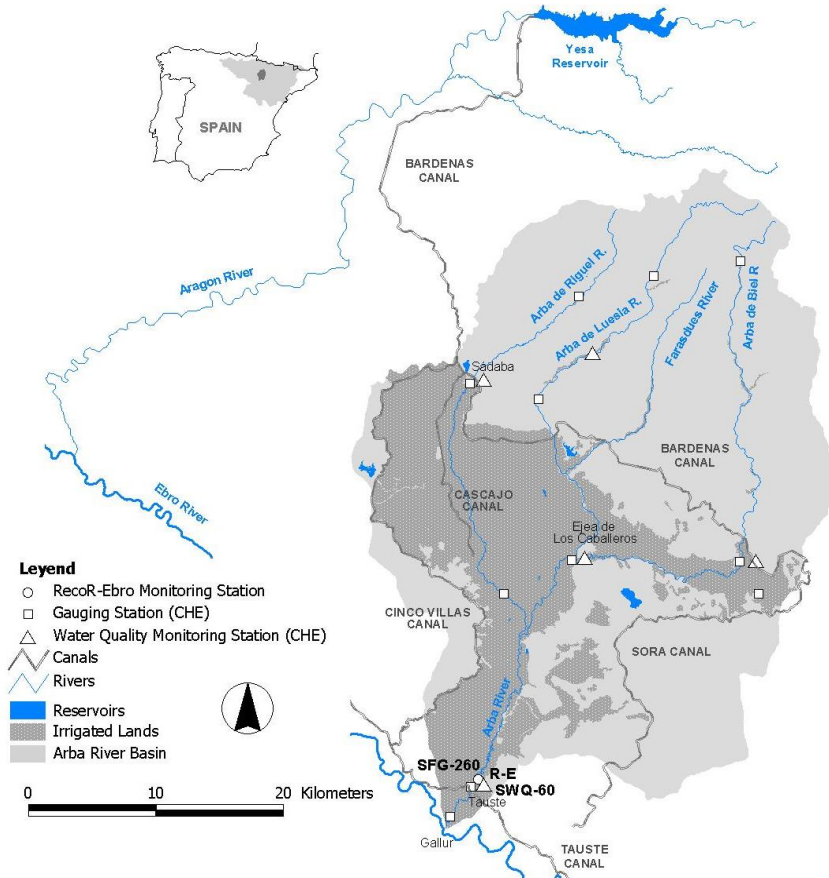 Yesa
Reservoir
SPAIN
BARDENAS
CANAL
Aragon River
Arba de Riguel R.
Arba de Luesia R.
Farasdues River
Arba de Biel R
Sádaba
BARDENAS
CANAL
CASCAJO
CANAL
Ebro River
Ejea de
Los Caballeros
Leyend
RecoR-Ebro Monitoring Station
Gauging Station (CHE)
Water Quality Monitoring Station (CHE)
Canals
Rivers
Reservoirs
Irrigated Lands
Arba River Basin
CINCO VILLAS
CANAL
SORA CANAL
Arba River
SFG-260
R-E
SWQ-60
Tauste
0 10 20 Kilometers
Gallur
TAUSTE
CANAL